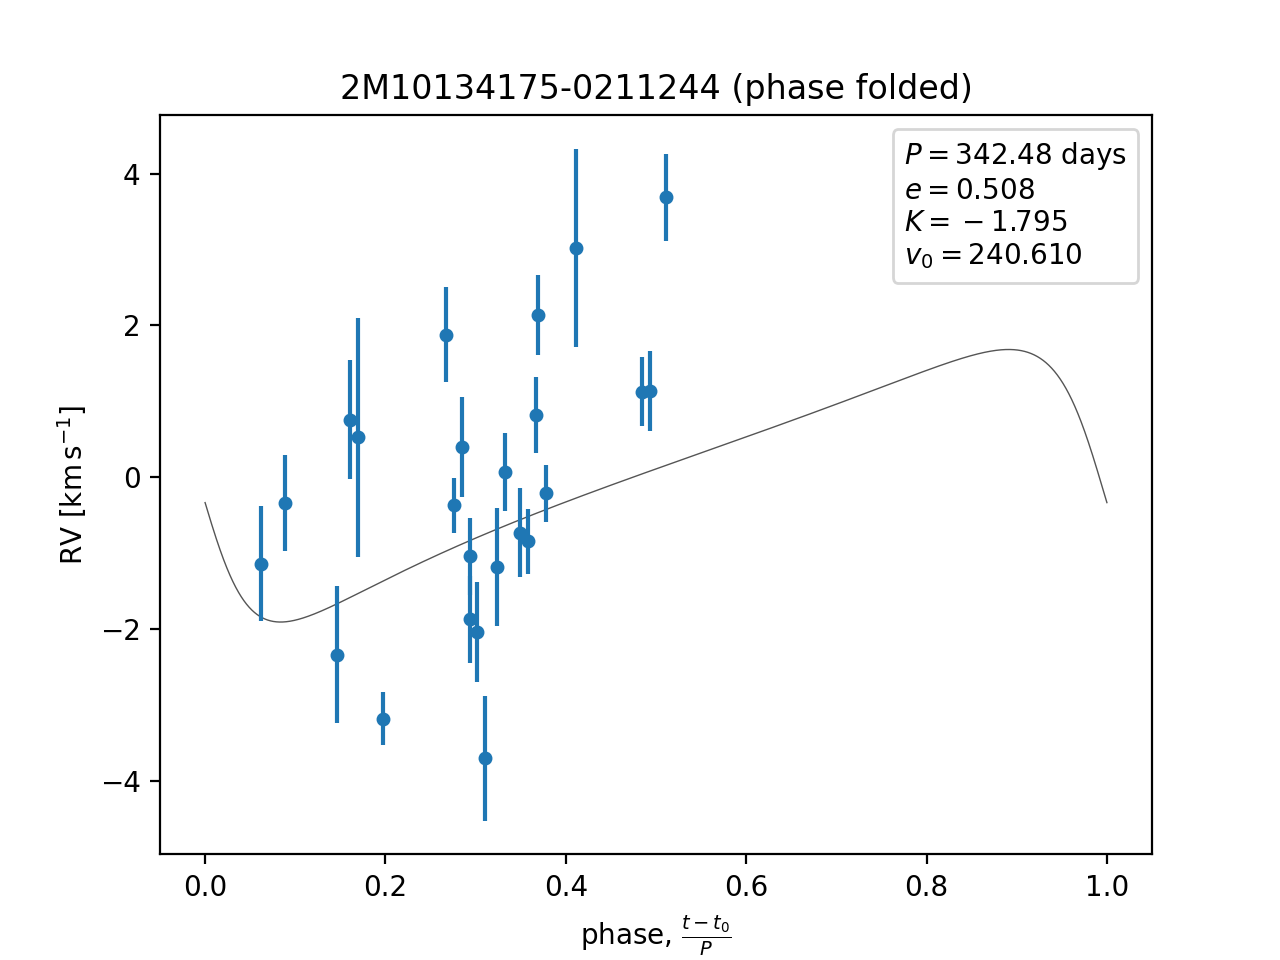 2M10134175-0211244 (phase folded)
P = 342.48 days
e = 0.508
K = −1.795
v₀ = 240.610
4
2
0
−2
−4
RV [km s⁻¹]
0.0 0.2 0.4 0.6 0.8 1.0
phase, (t − t₀)/P